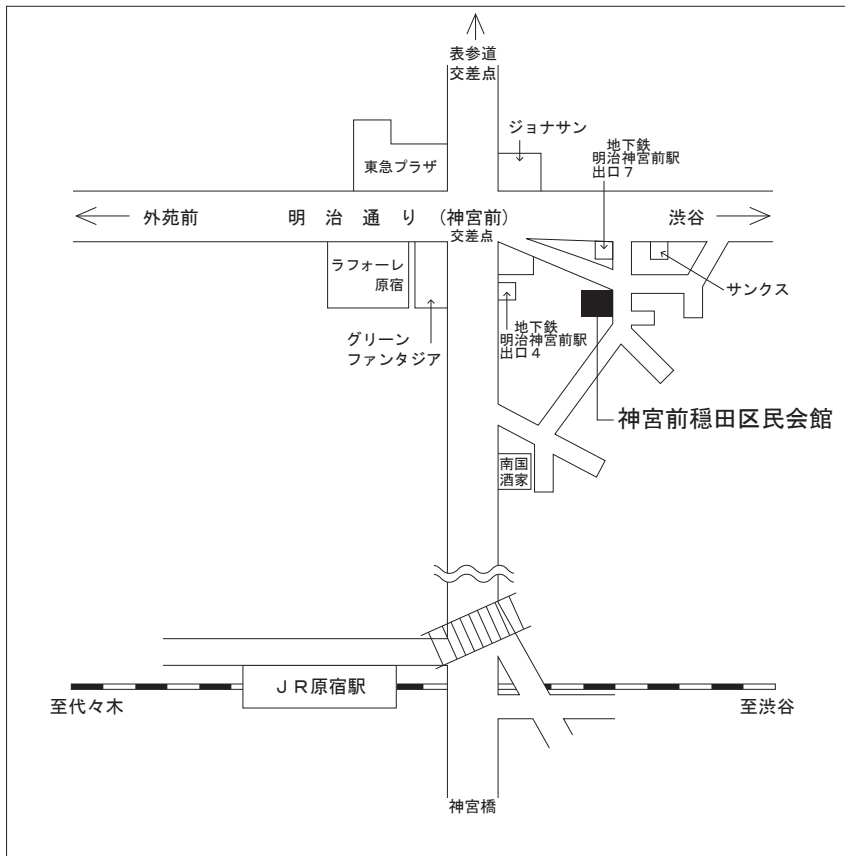 表参道
交差点
ジョナサン
地下鉄
明治神宮前駅
出口７
東急プラザ
外苑前
明治通り
(神宮前)
交差点
渋谷
ラフォーレ
原宿
サンクス
グリーン
ファンタジア
地下鉄
明治神宮前駅
出口４
神宮前穏田区民会館
南国
酒家
ＪＲ原宿駅
至代々木
至渋谷
神宮橋